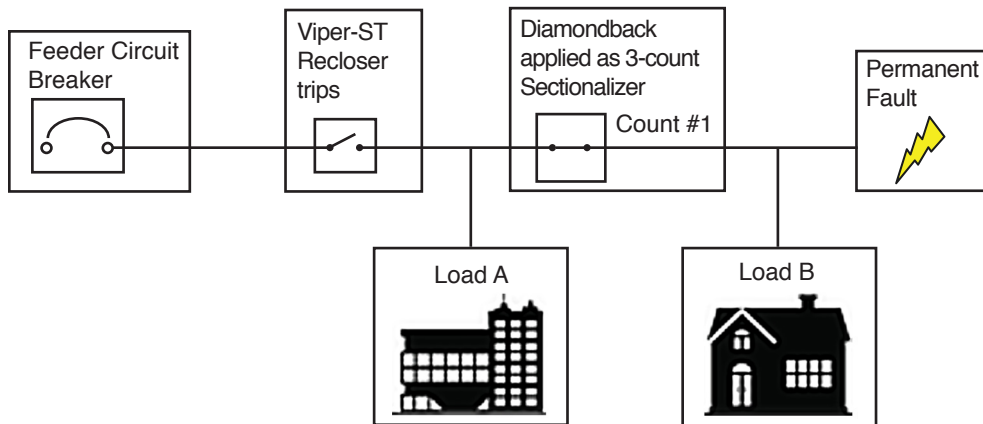 Feeder Circuit
Breaker
Viper-ST
Recloser
trips
Diamondback
applied as 3-count
Sectionalizer
Count #1
Permanent
Fault
Load A
Load B